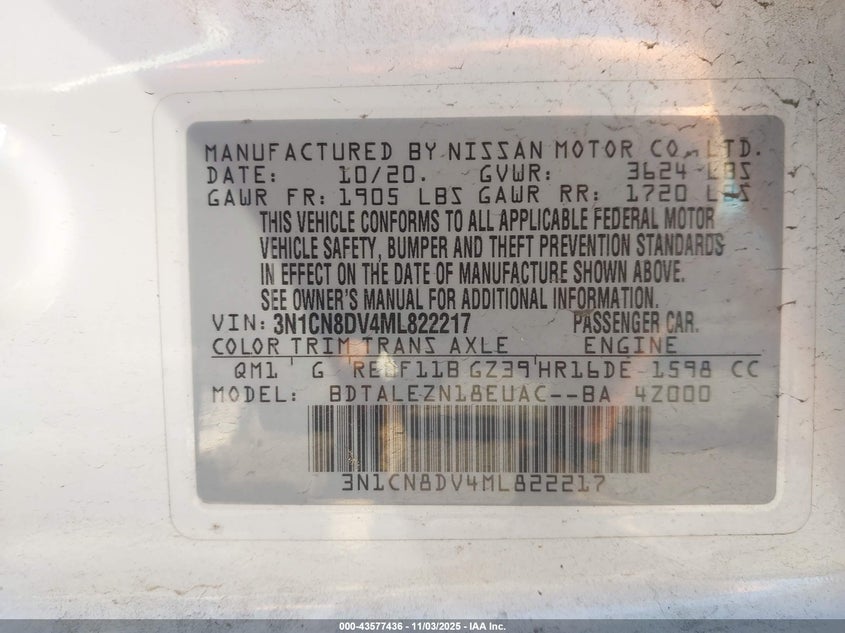 MANUFACTURED BY NISSAN MOTOR CO., LTD.
DATE: 10/20. GVWR: 3624 LBS
GAWR FR: 1905 LBS GAWR RR: 1720 LBS
THIS VEHICLE CONFORMS TO ALL APPLICABLE FEDERAL MOTOR
VEHICLE SAFETY, BUMPER AND THEFT PREVENTION STANDARDS
IN EFFECT ON THE DATE OF MANUFACTURE SHOWN ABOVE.
SEE OWNER'S MANUAL FOR ADDITIONAL INFORMATION.
VIN: 3N1CN8DV4ML822217 PASSENGER CAR.
COLOR TRIM TRANS AXLE ENGINE
QM1 G RE0F11B GZ39 HR16DE 1598 CC
MODEL: BDTALEZN18EUAC--BA 4Z000
3N1CN8DV4ML822217
000-43577436 - 11/03/2025 - IAA Inc.